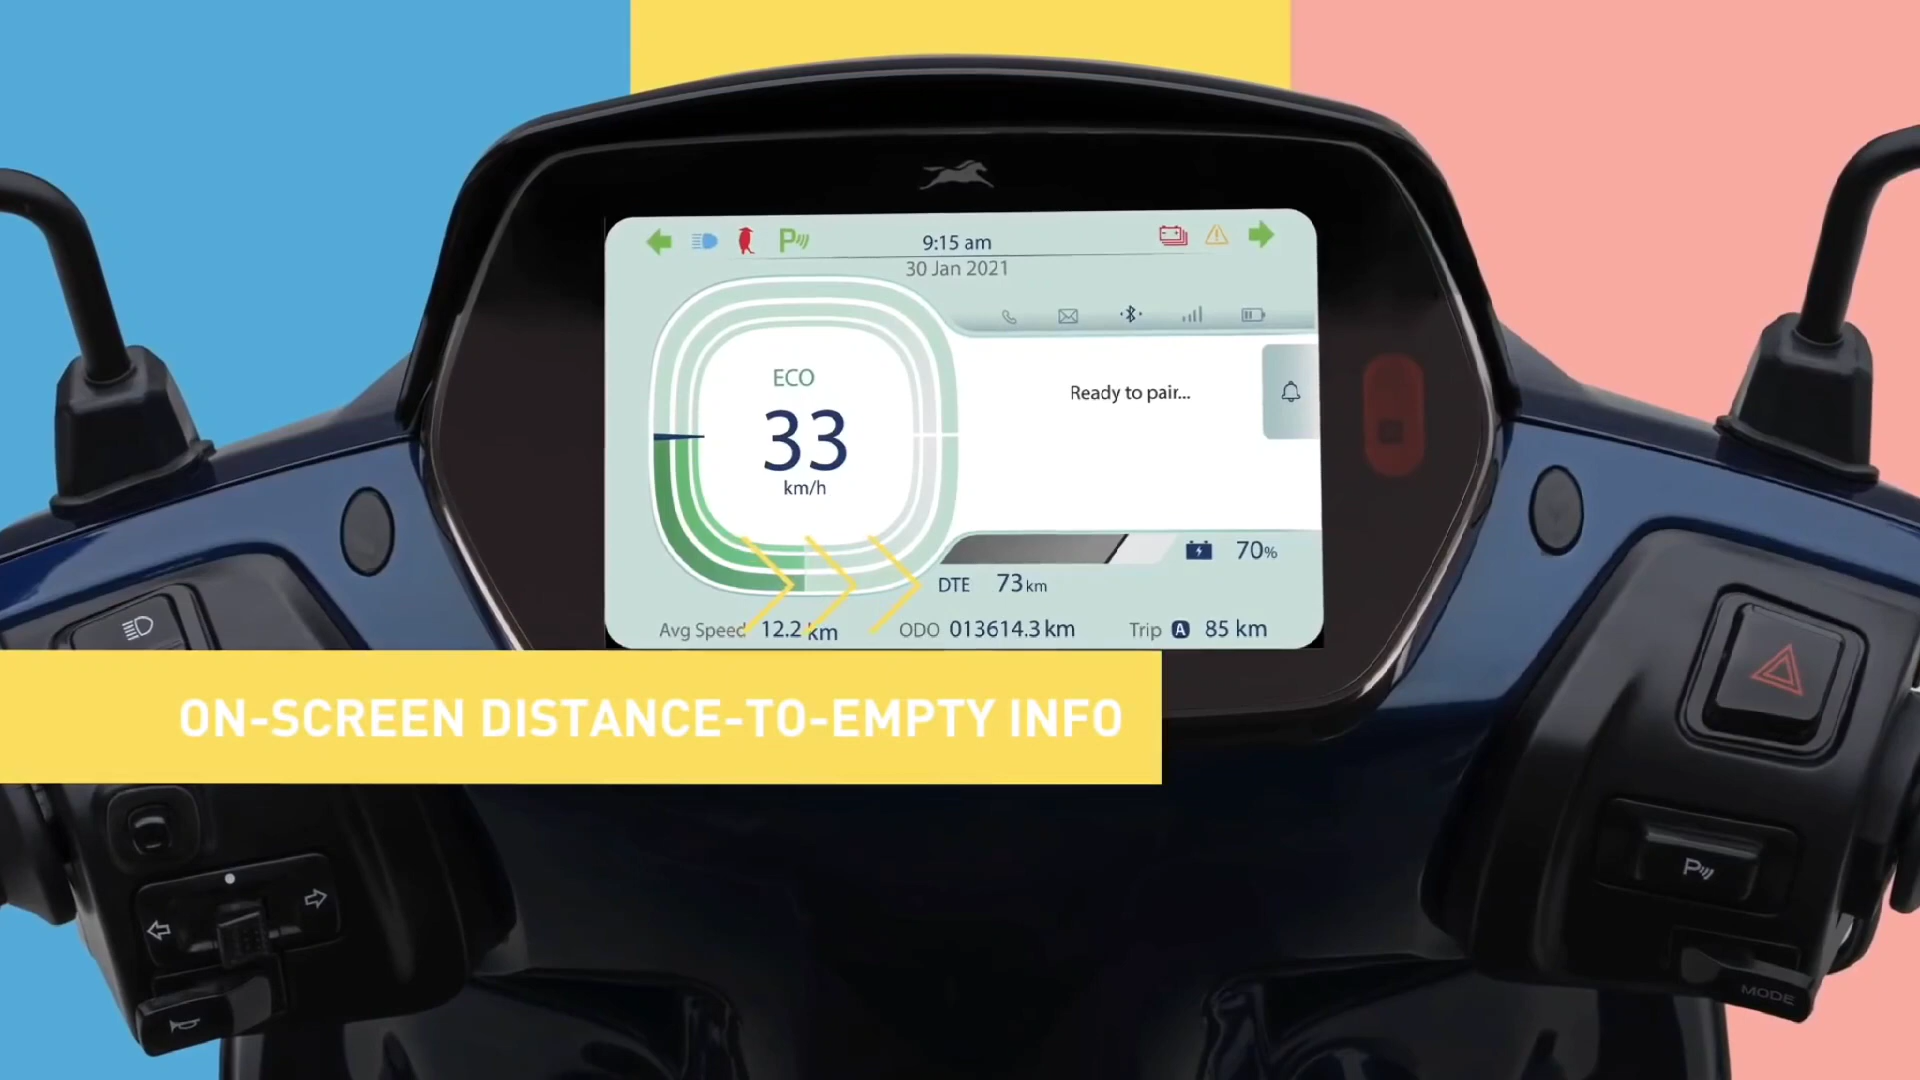 9:15 am
30 Jan 2021
ECO
33
km/h
Ready to pair...
70%
DTE 73 km
Avg Speed 12.2 km
ODO 013614.3 km
Trip A 85 km
ON-SCREEN DISTANCE-TO-EMPTY INFO
P
MODE